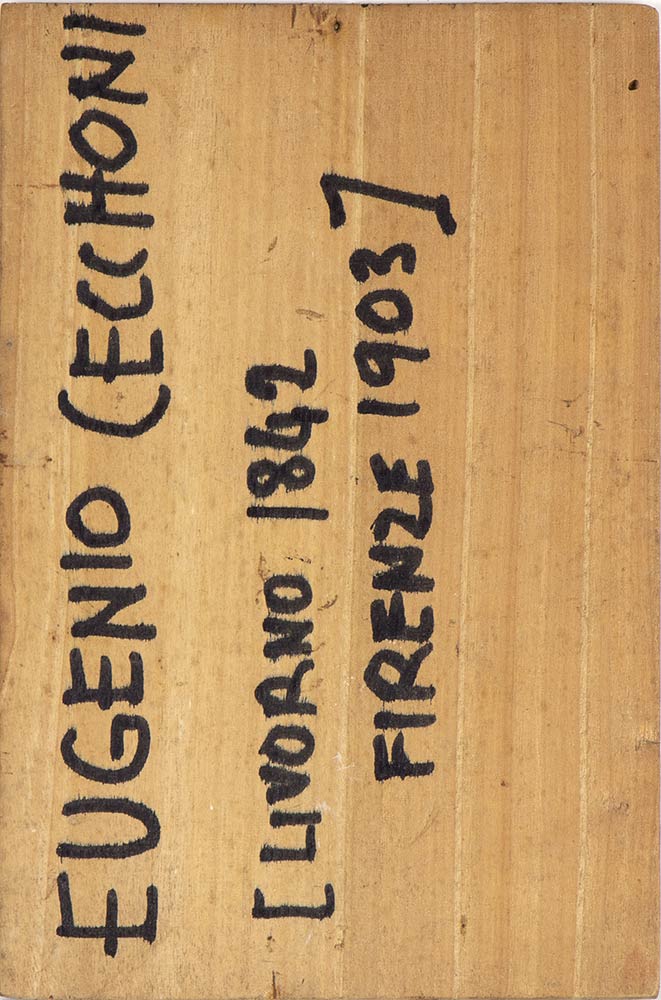 EUGENIO CECCHONI
[LIVORNO 1842
FIRENZE 1903]